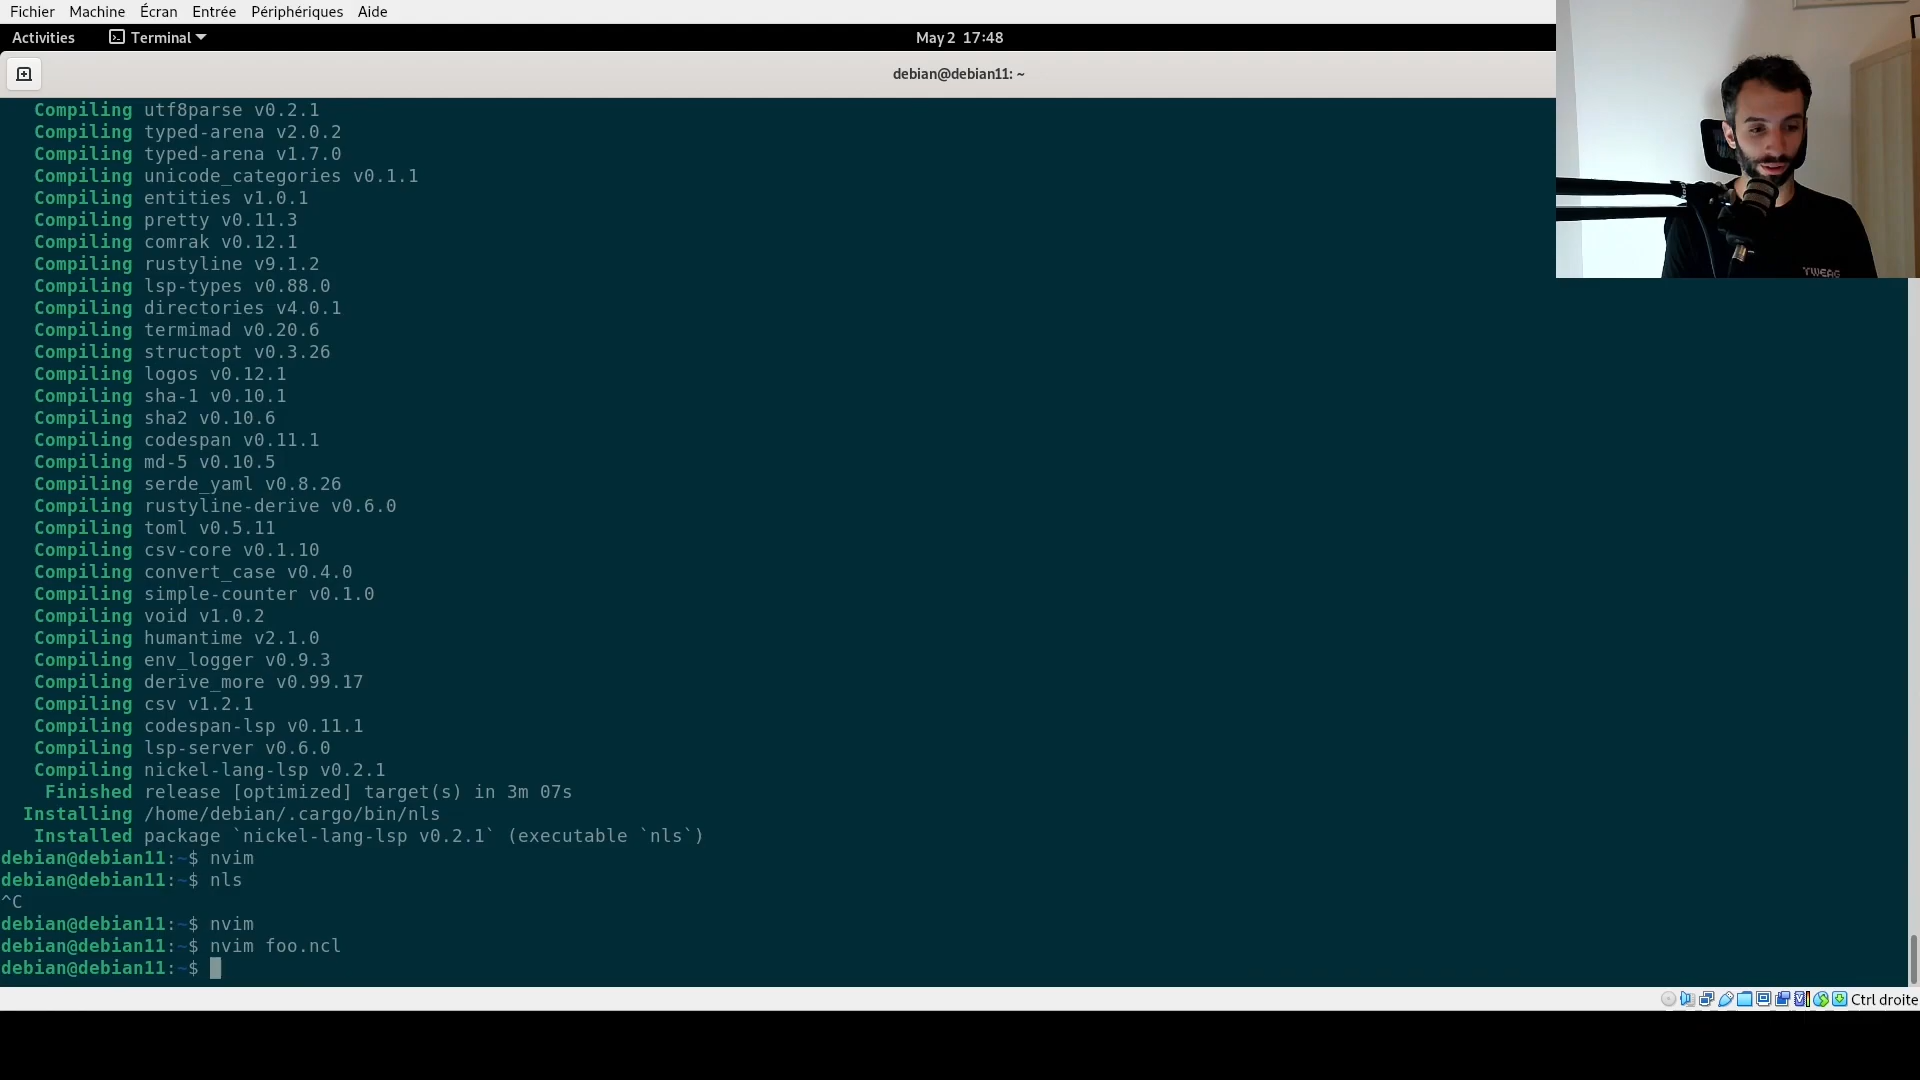 Fichier Machine Écran Entrée Périphériques Aide
Activities Terminal May 2 17:48
debian@debian11: ~
Compiling utf8parse v0.2.1
Compiling typed-arena v2.0.2
Compiling typed-arena v1.7.0
Compiling unicode_categories v0.1.1
Compiling entities v1.0.1
Compiling pretty v0.11.3
Compiling comrak v0.12.1
Compiling rustyline v9.1.2
Compiling lsp-types v0.88.0
Compiling directories v4.0.1
Compiling termimad v0.20.6
Compiling structopt v0.3.26
Compiling logos v0.12.1
Compiling sha-1 v0.10.1
Compiling sha2 v0.10.6
Compiling codespan v0.11.1
Compiling md-5 v0.10.5
Compiling serde_yaml v0.8.26
Compiling rustyline-derive v0.6.0
Compiling toml v0.5.11
Compiling csv-core v0.1.10
Compiling convert_case v0.4.0
Compiling simple-counter v0.1.0
Compiling void v1.0.2
Compiling humantime v2.1.0
Compiling env_logger v0.9.3
Compiling derive_more v0.99.17
Compiling csv v1.2.1
Compiling codespan-lsp v0.11.1
Compiling lsp-server v0.6.0
Compiling nickel-lang-lsp v0.2.1
Finished release [optimized] target(s) in 3m 07s
Installing /home/debian/.cargo/bin/nls
Installed package `nickel-lang-lsp v0.2.1` (executable `nls`)
debian@debian11:~$ nvim
debian@debian11:~$ nls
^C
debian@debian11:~$ nvim
debian@debian11:~$ nvim foo.ncl
debian@debian11:~$
Ctrl droite
TWEAG